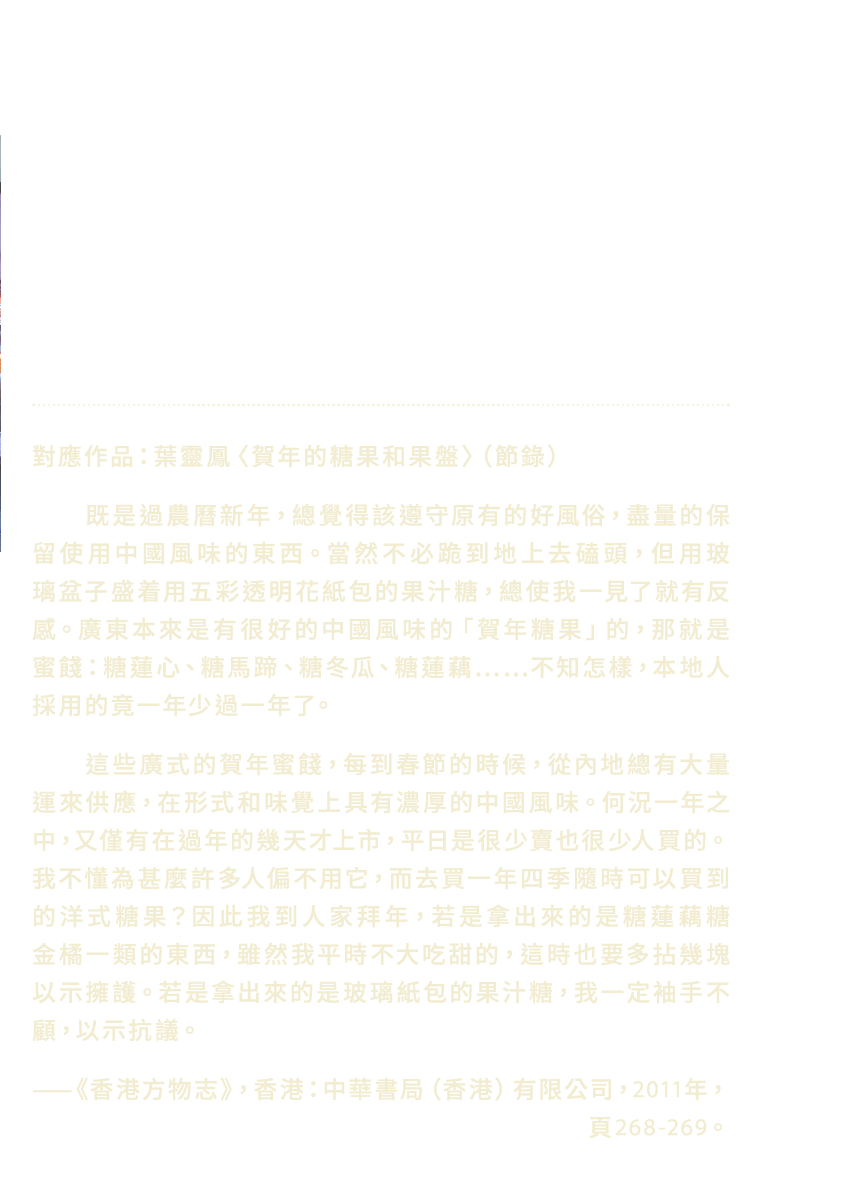 對應作品：葉靈鳳〈賀年的糖果和果盤〉（節錄）
既是過農曆新年，總覺得該遵守原有的好風俗，盡量的保
留使用中國風味的東西。當然不必跪到地上去磕頭，但用玻
璃盆子盛着用五彩透明花紙包的果汁糖，總使我一見了就有反
感。廣東本來是有很好的中國風味的「賀年糖果」的，那就是
蜜餞：糖蓮心、糖馬蹄、糖冬瓜、糖蓮藕……不知怎樣，本地人
採用的竟一年少過一年了。
這些廣式的賀年蜜餞，每到春節的時候，從內地總有大量
運來供應，在形式和味覺上具有濃厚的中國風味。何況一年之
中，又僅有在過年的幾天才上市，平日是很少賣也很少人買的。
我不懂為甚麼許多人偏不用它，而去買一年四季隨時可以買到
的洋式糖果？因此我到人家拜年，若是拿出來的是糖蓮藕糖
金橘一類的東西，雖然我平時不大吃甜的，這時也要多拈幾塊
以示擁護。若是拿出來的是玻璃紙包的果汁糖，我一定袖手不
顧，以示抗議。
——《香港方物志》，香港：中華書局（香港）有限公司，2011年，
頁268-269。